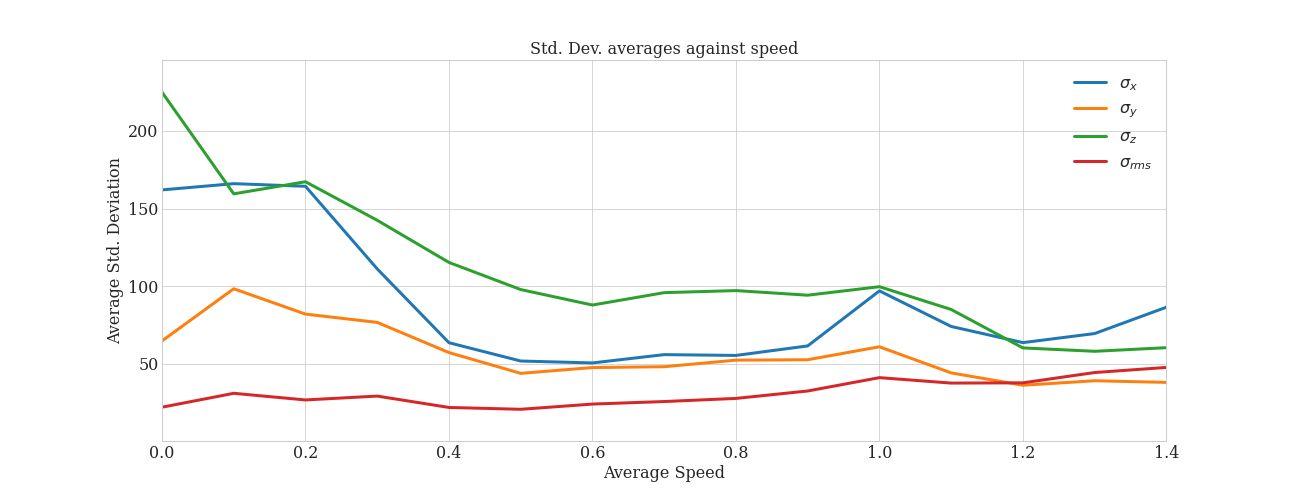 Std. Dev. averages against speed
σx
σy
σz
σrms
200
150
100
50
Average Std. Deviation
0.0 0.2 0.4 0.6 0.8 1.0 1.2 1.4
Average Speed